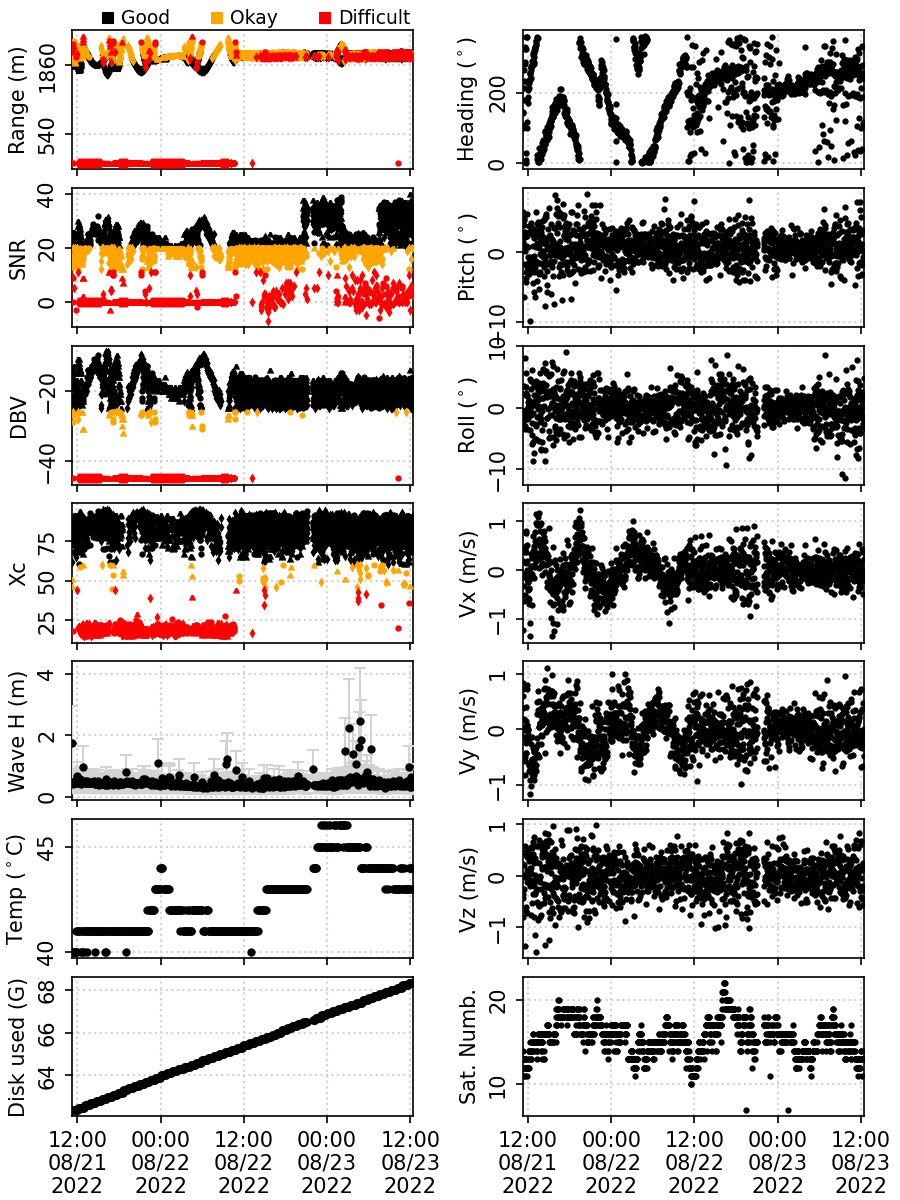 Good Okay Difficult
Range (m)
1860
540
Heading (°)
200
0
SNR
40
20
0
Pitch (°)
0
−10
DBV
−20
−40
Roll (°)
10
0
−10
Xc
75
50
25
Vx (m/s)
1
0
−1
Wave H (m)
4
2
0
Vy (m/s)
1
0
−1
Temp (°C)
45
40
Vz (m/s)
1
0
−1
Disk used (G)
68
66
64
Sat. Numb.
20
10
12:00 00:00 12:00 00:00 12:00
08/21 08/22 08/22 08/23 08/23
2022 2022 2022 2022 2022
12:00 00:00 12:00 00:00 12:00
08/21 08/22 08/22 08/23 08/23
2022 2022 2022 2022 2022